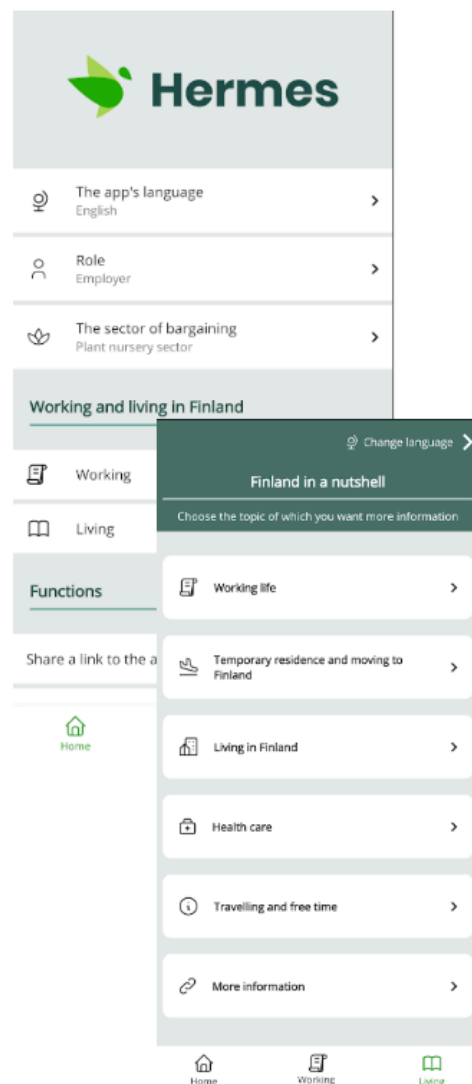 Hermes
The app's language
English
Role
Employer
The sector of bargaining
Plant nursery sector
Working and living in Finland
Working
Living
Functions
Share a link to the a
Home
Change language
Finland in a nutshell
Choose the topic of which you want more information
Working life
Temporary residence and moving to
Finland
Living in Finland
Health care
Travelling and free time
More information
Home
Working
Living